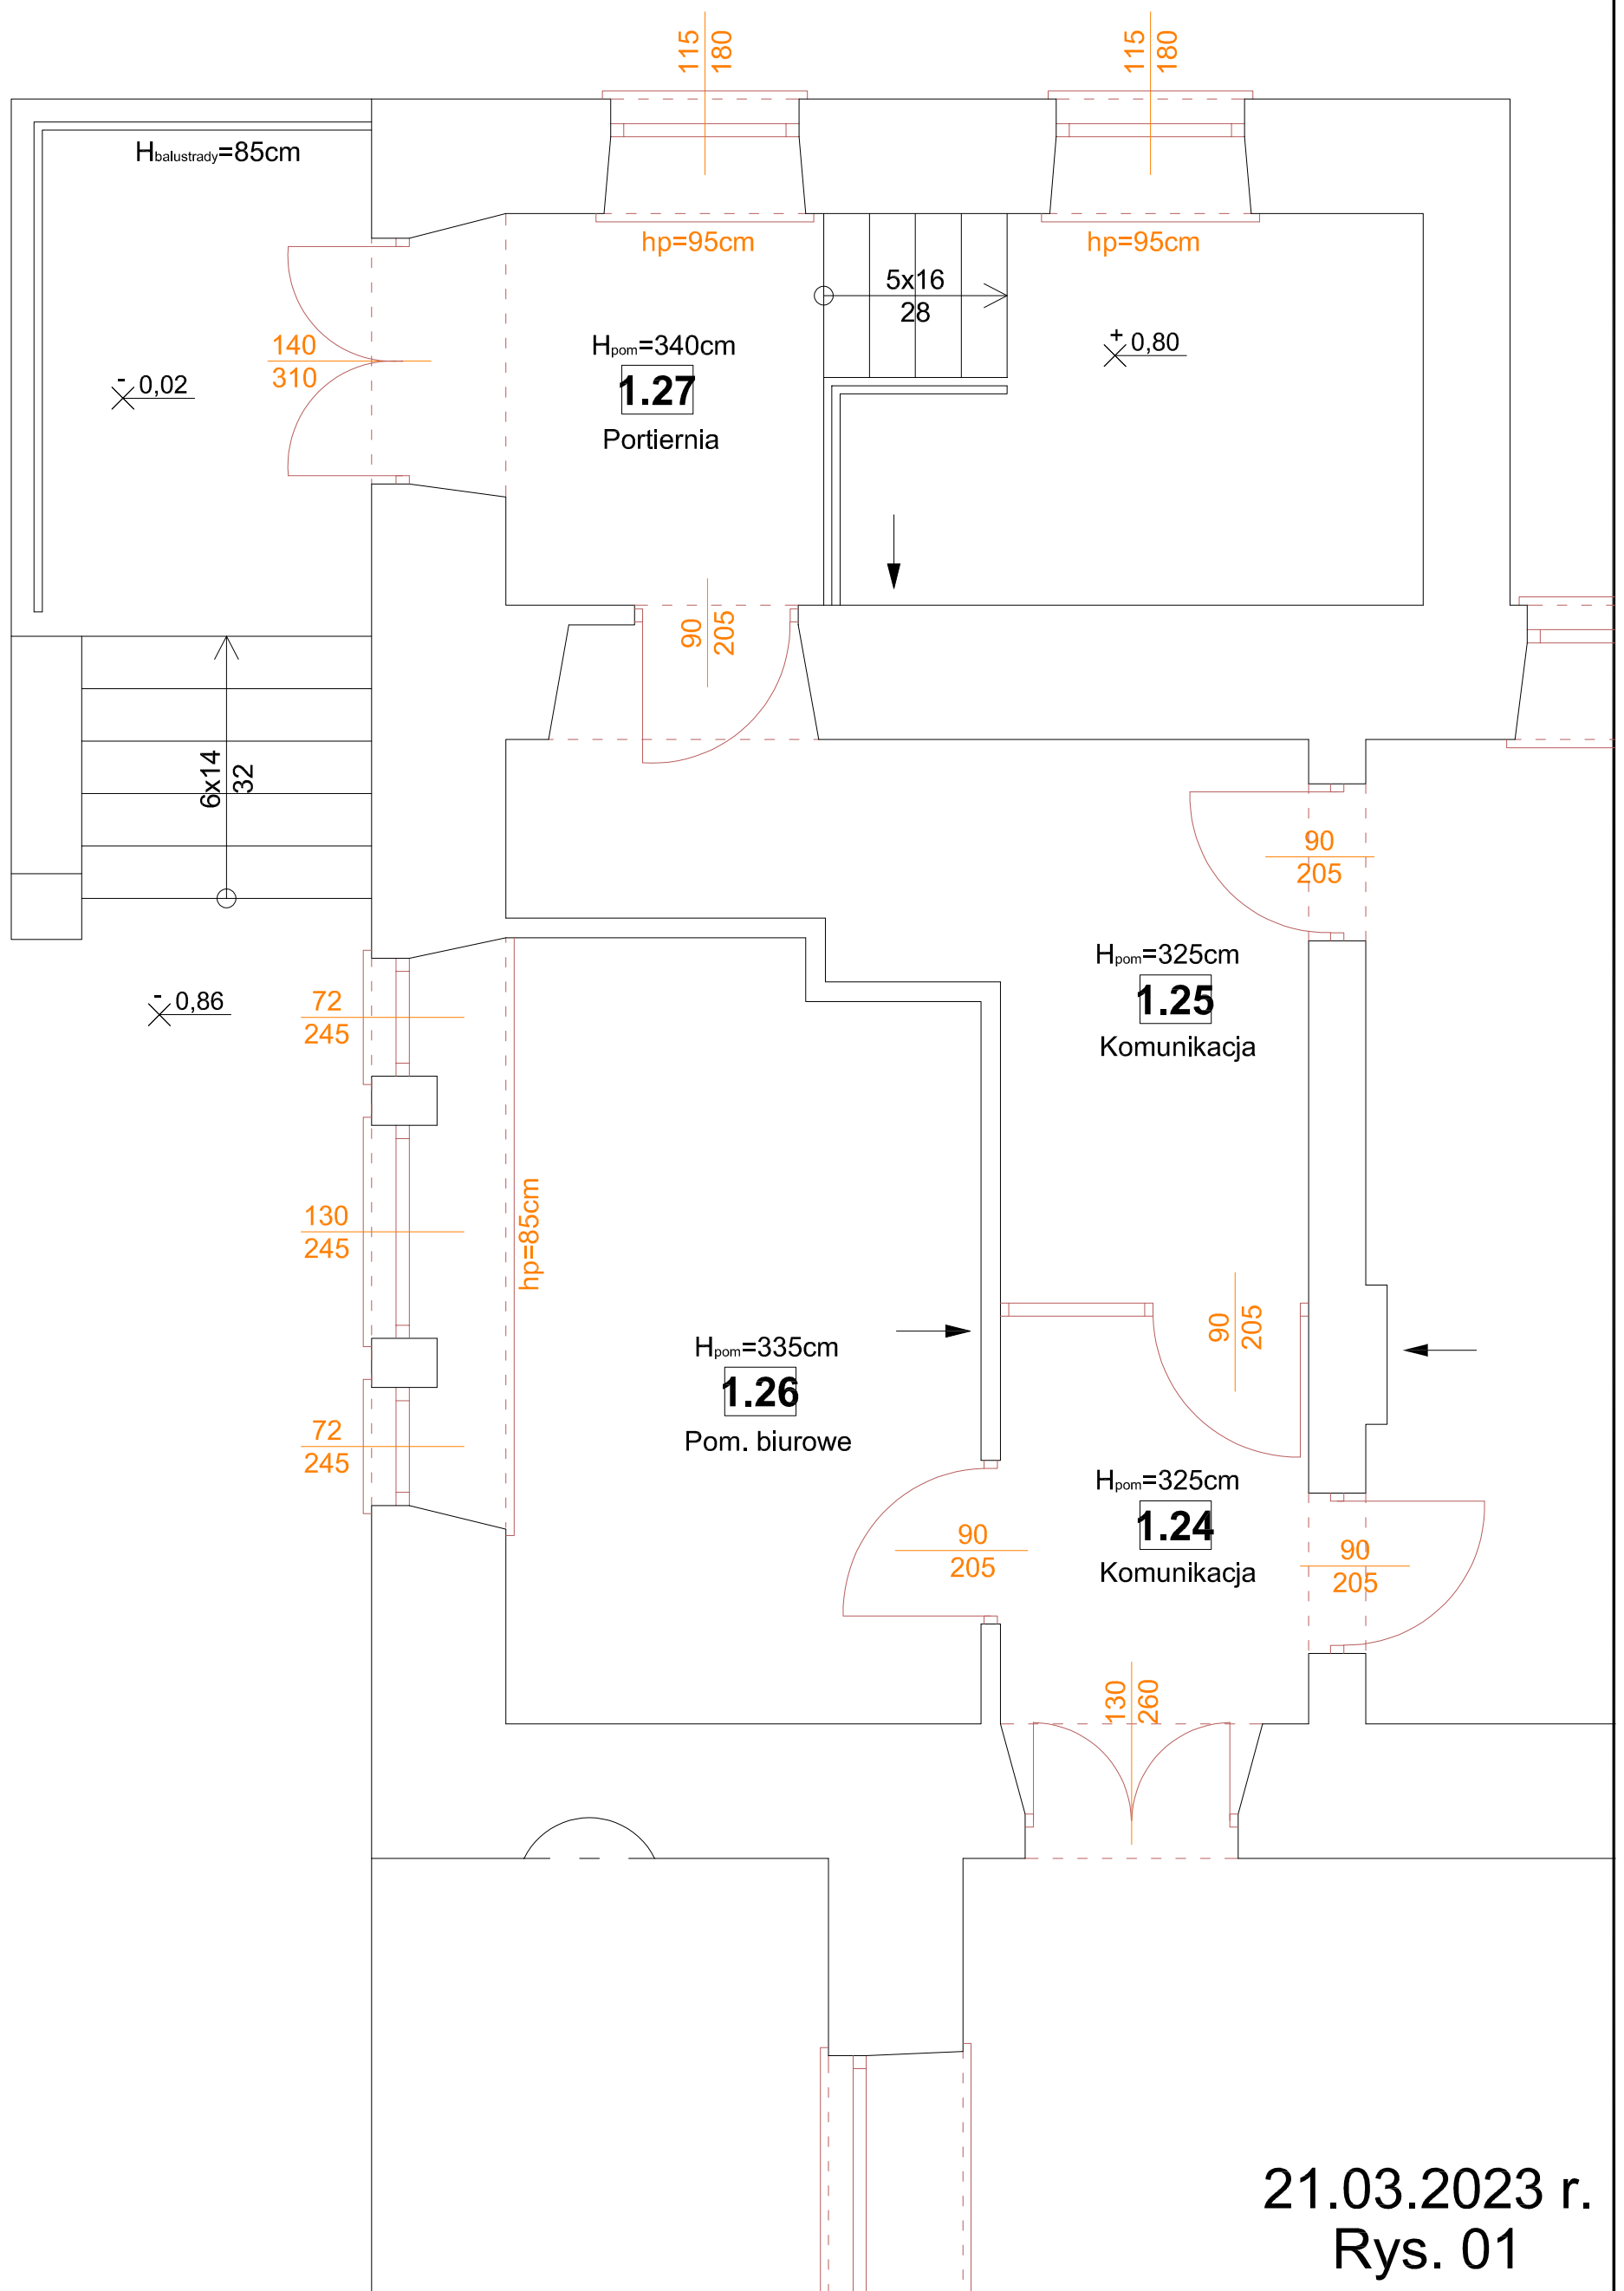 115
180
115
180
Hbalustrady=85cm
hp=95cm
hp=95cm
5x16
28
140
310
Hpom=340cm
1.27
Portiernia
+ 0,80
- 0,02
90
205
6x14
32
90
205
Hpom=325cm
1.25
Komunikacja
- 0,86
72
245
130
245
hp=85cm
90
205
Hpom=335cm
1.26
Pom. biurowe
72
245
Hpom=325cm
1.24
Komunikacja
90
205
90
205
130
260
21.03.2023 r.
Rys. 01